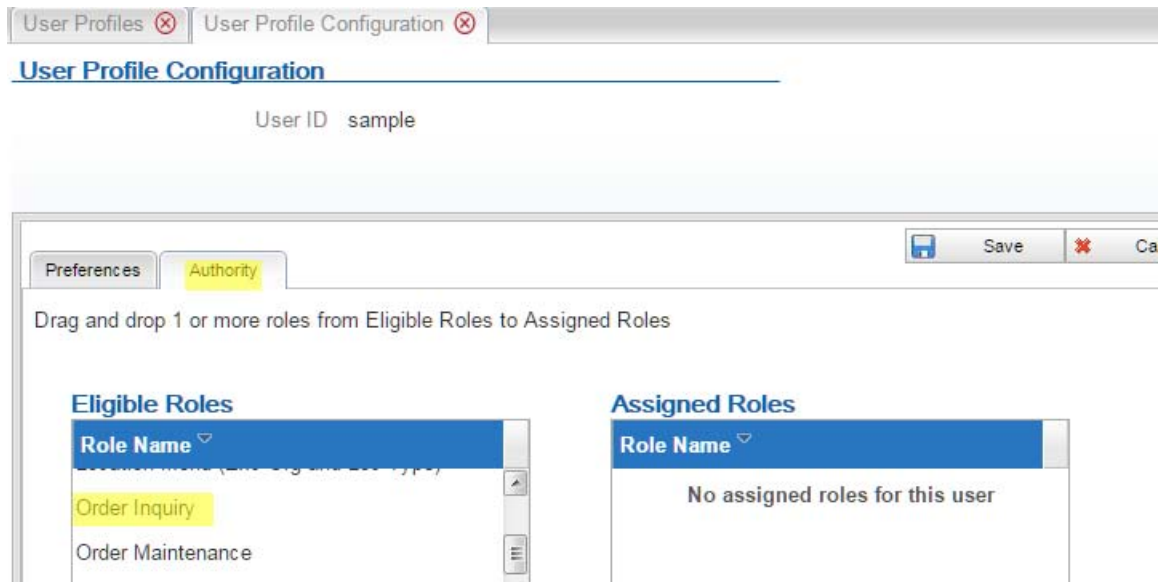 User Profiles User Profile Configuration
User Profile Configuration
User ID sample
Save Ca
Preferences Authority
Drag and drop 1 or more roles from Eligible Roles to Assigned Roles
Eligible Roles Assigned Roles
Role Name Role Name
No assigned roles for this user
Order Inquiry
Order Maintenance